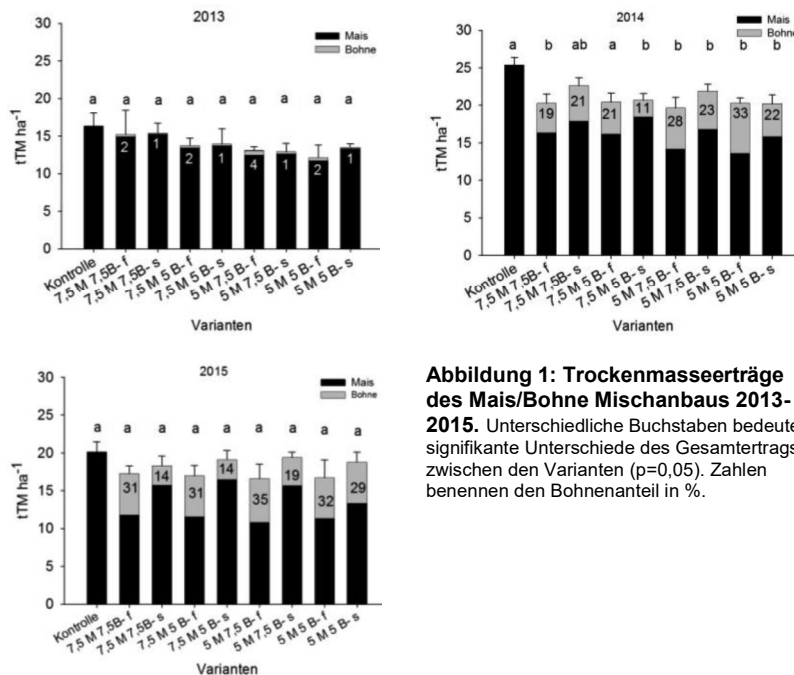 2013
Mais
Bohne
30
25
20
15
10
5
0
tTM ha⁻¹
a a a a a a a a a
2 1 2 1 4 1 2 1
Kontrolle
7,5 M 7,5B- f
7,5 M 7,5B- s
7,5 M 5 B- f
7,5 M 5 B- s
5 M 7,5 B- f
5 M 7,5B- s
5 M 5 B- f
5 M 5 B- s
Varianten
2014
Mais
Bohne
30
25
20
15
10
5
0
tTM ha⁻¹
a b ab a b b b b b
19 21 21 11 28 23 33 22
Kontrolle
7,5 M 7,5B- f
7,5 M 7,5B- s
7,5 M 5 B- f
7,5 M 5 B- s
5 M 7,5 B- f
5 M 7,5B- s
5 M 5 B- f
5 M 5 B- s
Varianten
2015
Mais
Bohne
30
25
20
15
10
5
0
tTM ha⁻¹
a a a a a a a a a
31 14 31 14 35 19 32 29
Kontrolle
7,5 M 7,5B- f
7,5 M 7,5B- s
7,5 M 5 B- f
7,5 M 5 B- s
5 M 7,5B- f
5 M 7,5B- s
5 M 5 B- f
5 M 5 B- s
Varianten
Abbildung 1: Trockenmasseerträge
des Mais/Bohne Mischanbaus 2013-
2015. Unterschiedliche Buchstaben bedeute
signifikante Unterschiede des Gesamtertrags
zwischen den Varianten (p=0,05). Zahlen
benennen den Bohnenanteil in %.